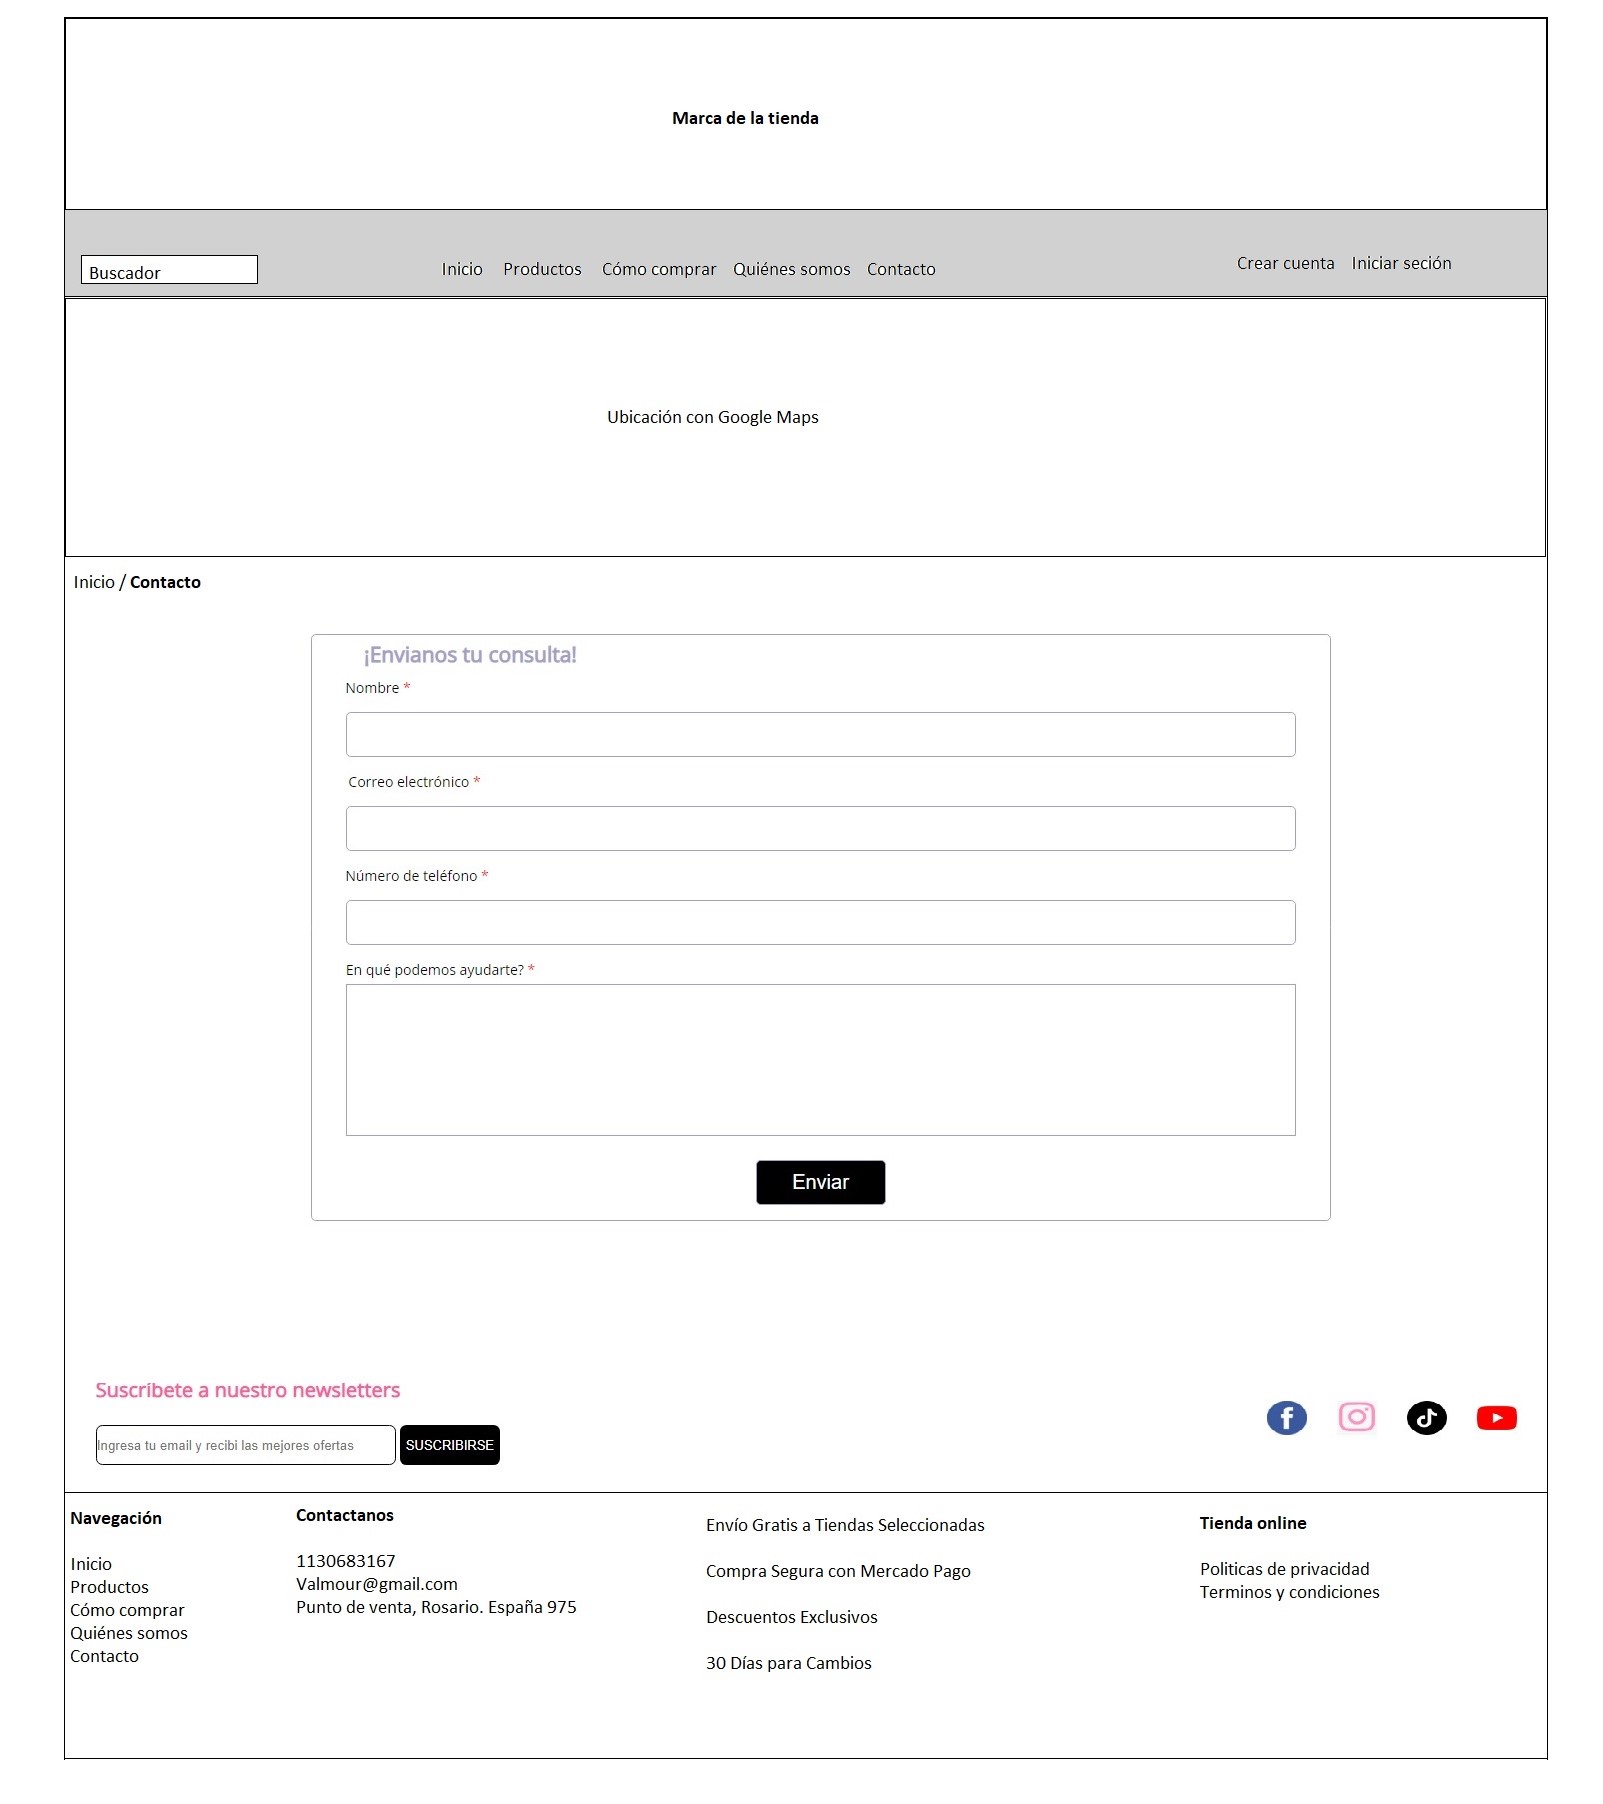 Marca de la tienda
Buscador
Inicio Productos Cómo comprar Quiénes somos Contacto
Crear cuenta Iniciar seción
Ubicación con Google Maps
Inicio / Contacto
¡Envianos tu consulta!
Nombre *
Correo electrónico *
Número de teléfono *
En qué podemos ayudarte? *
Enviar
Suscribete a nuestro newsletters
Ingresa tu email y recibi las mejores ofertas
SUSCRIBIRSE
Navegación
Inicio
Productos
Cómo comprar
Quiénes somos
Contacto
Contactanos
1130683167
Valmour@gmail.com
Punto de venta, Rosario. España 975
Envío Gratis a Tiendas Seleccionadas
Compra Segura con Mercado Pago
Descuentos Exclusivos
30 Días para Cambios
Tienda online
Politicas de privacidad
Terminos y condiciones